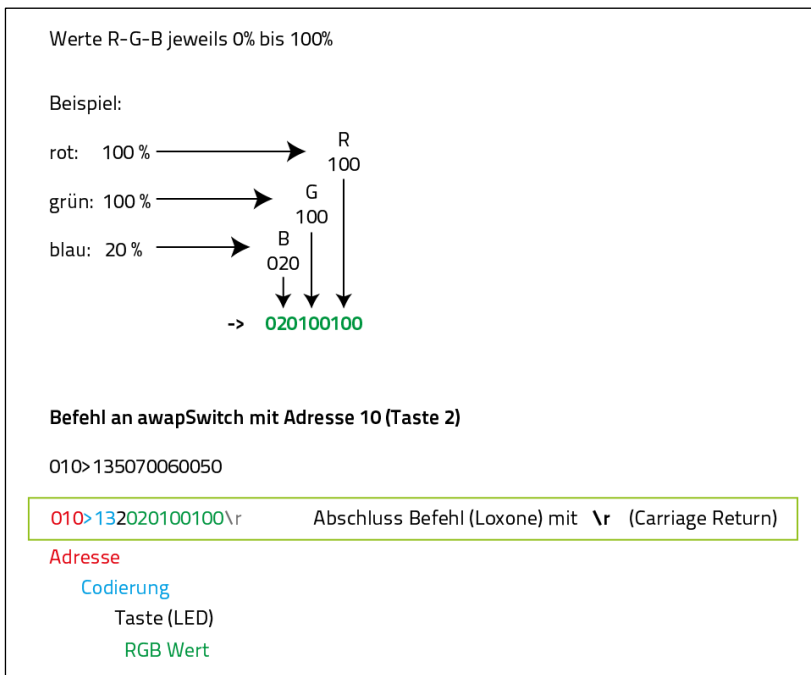 Werte R-G-B jeweils 0% bis 100%
Beispiel:
R
rot: 100 %
100
G
grün: 100 %
100
B
blau: 20 %
020
-> 020100100
Befehl an awapSwitch mit Adresse 10 (Taste 2)
010>135070060050
010>132020100100\r Abschluss Befehl (Loxone) mit \r (Carriage Return)
Adresse
Codierung
Taste (LED)
RGB Wert